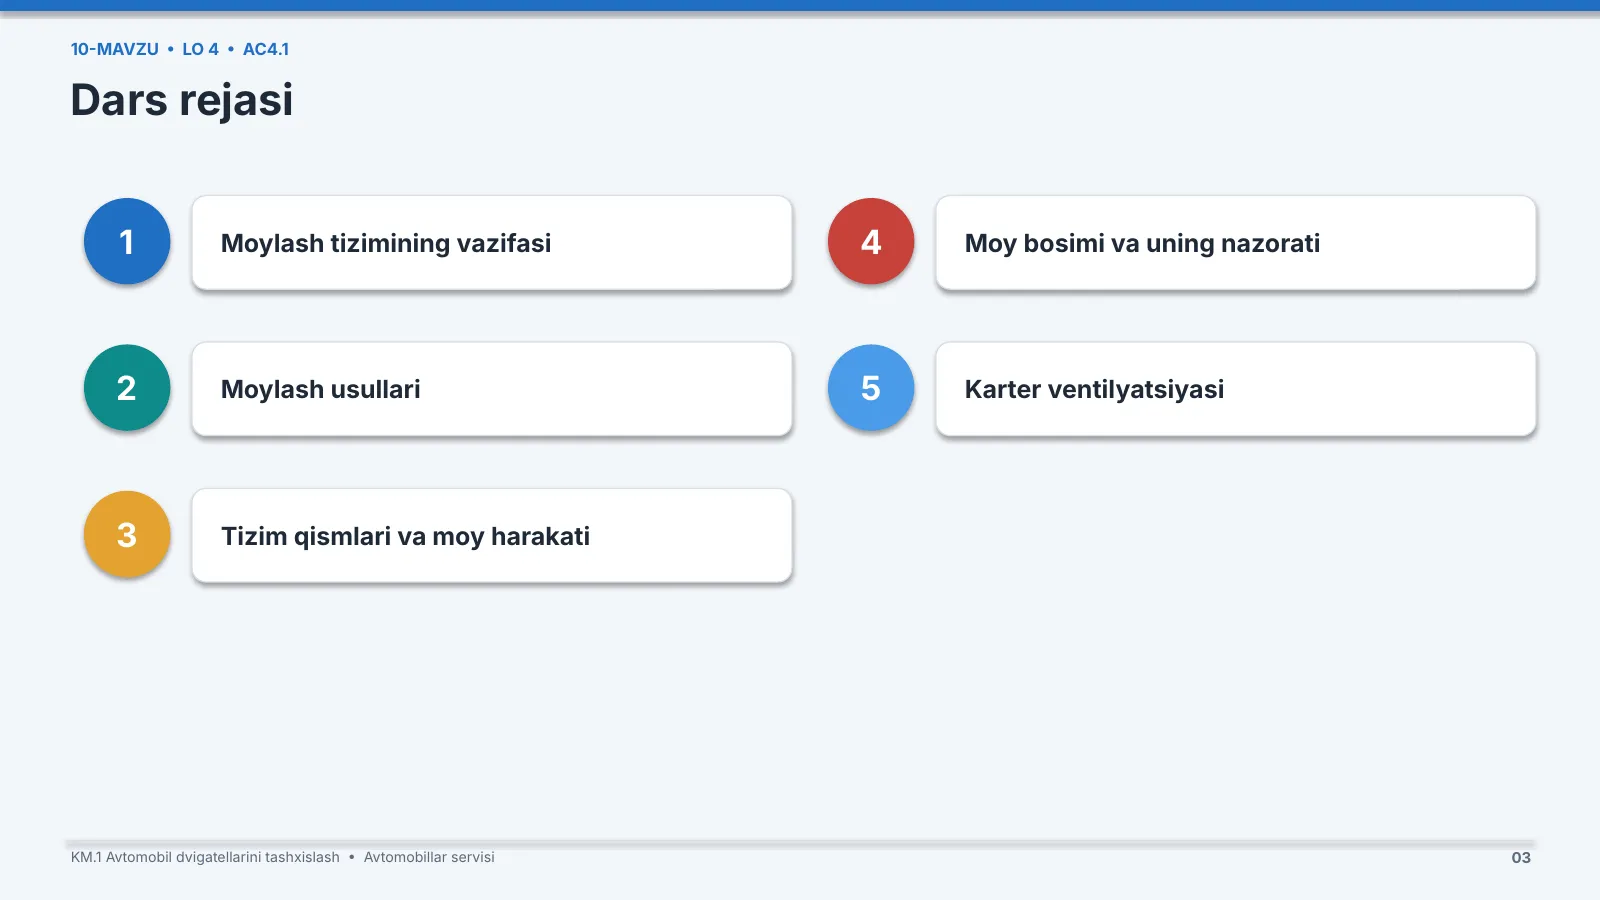 10-MAVZU • LO 4 • AC4.1
Dars rejasi
1
Moylash tizimining vazifasi
2
Moylash usullari
3
Tizim qismlari va moy harakati
4
Moy bosimi va uning nazorati
5
Karter ventilyatsiyasi
KM.1 Avtomobil dvigatellarini tashxislash • Avtomobillar servisi
03